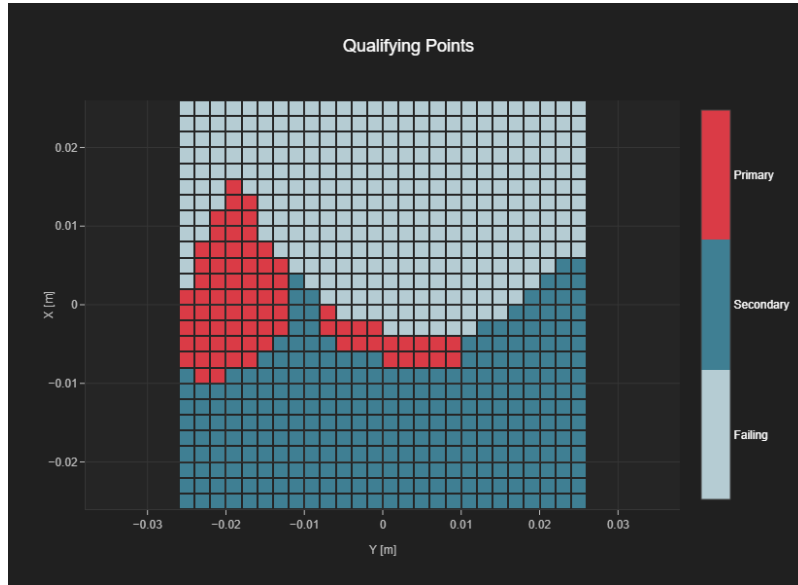 Qualifying Points
0.02
0.01
0
−0.01
−0.02
X [m]
−0.03
−0.02
−0.01
0
0.01
0.02
0.03
Y [m]
Primary
Secondary
Failing